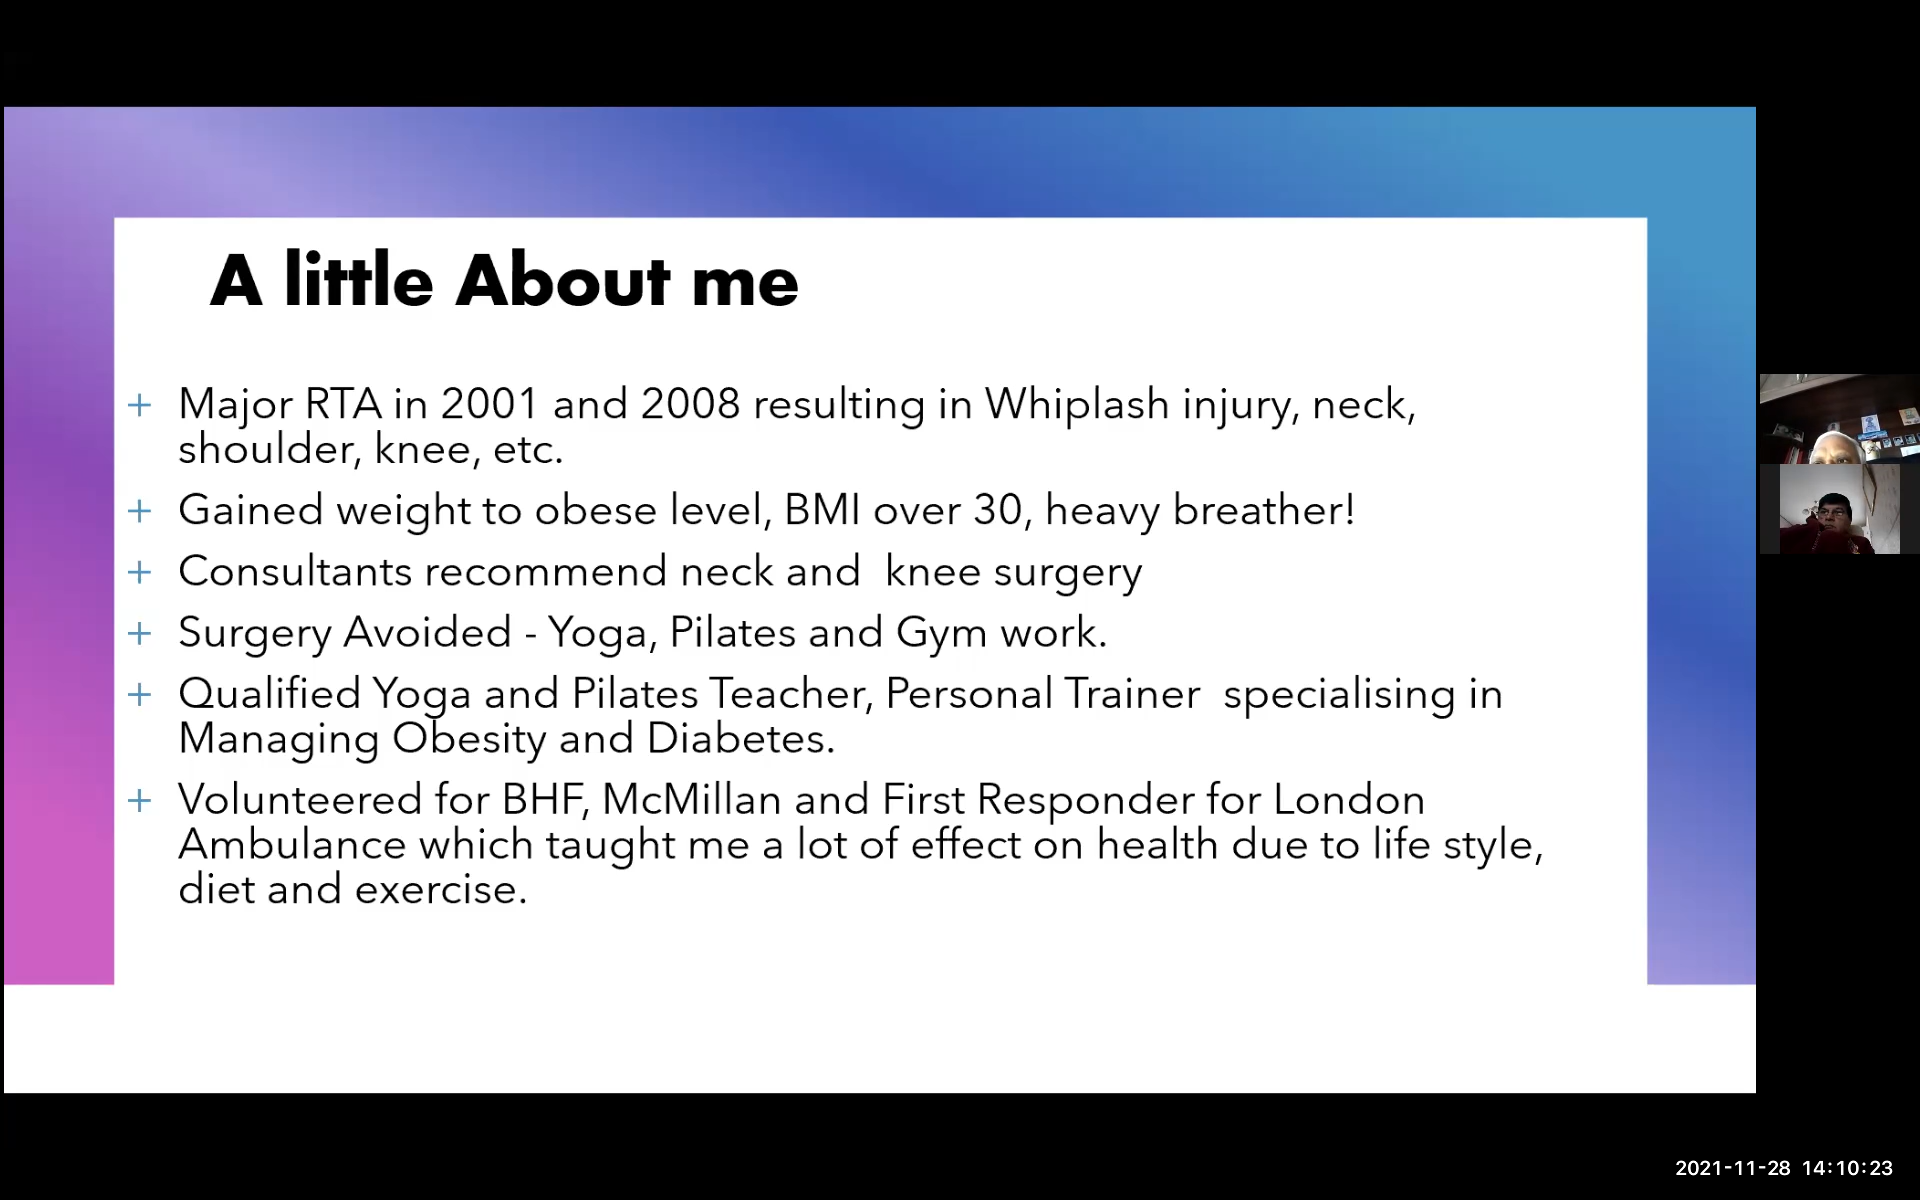 A little About me
+ Major RTA in 2001 and 2008 resulting in Whiplash injury, neck,
shoulder, knee, etc.
+ Gained weight to obese level, BMI over 30, heavy breather!
+ Consultants recommend neck and  knee surgery
+ Surgery Avoided - Yoga, Pilates and Gym work.
+ Qualified Yoga and Pilates Teacher, Personal Trainer  specialising in
Managing Obesity and Diabetes.
+ Volunteered for BHF, McMillan and First Responder for London
Ambulance which taught me a lot of effect on health due to life style,
diet and exercise.
2021-11-28 14:10:23